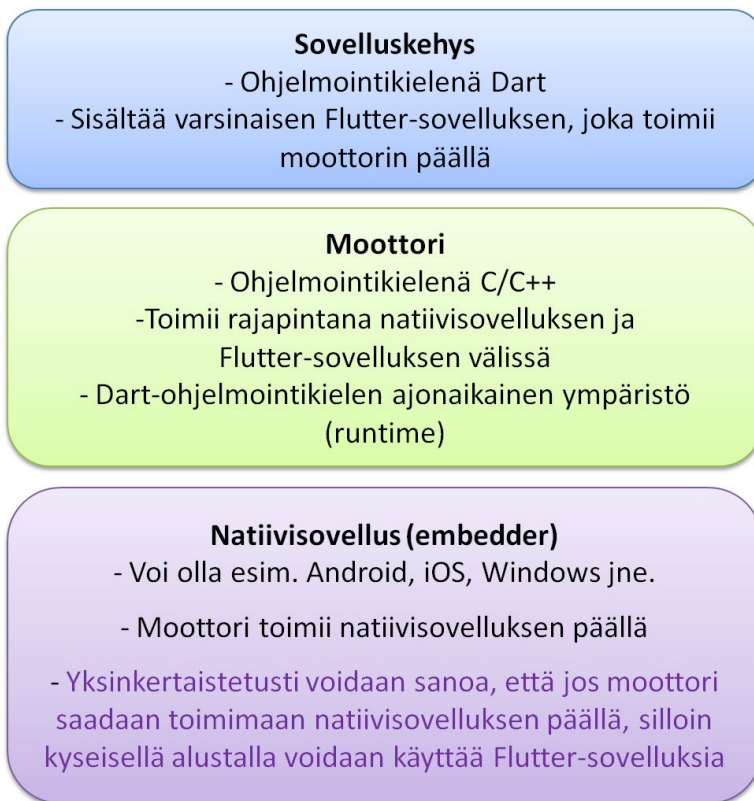 Sovelluskehys
- Ohjelmointikielenä Dart
- Sisältää varsinaisen Flutter-sovelluksen, joka toimii
moottorin päällä
Moottori
- Ohjelmointikielenä C/C++
-Toimii rajapintana natiivisovelluksen ja
Flutter-sovelluksen välissä
- Dart-ohjelmointikielen ajonaikainen ympäristö
(runtime)
Natiivisovellus (embedder)
- Voi olla esim. Android, iOS, Windows jne.
- Moottori toimii natiivisovelluksen päällä
- Yksinkertaistetusti voidaan sanoa, että jos moottori
saadaan toimimaan natiivisovelluksen päällä, silloin
kyseisellä alustalla voidaan käyttää Flutter-sovelluksia